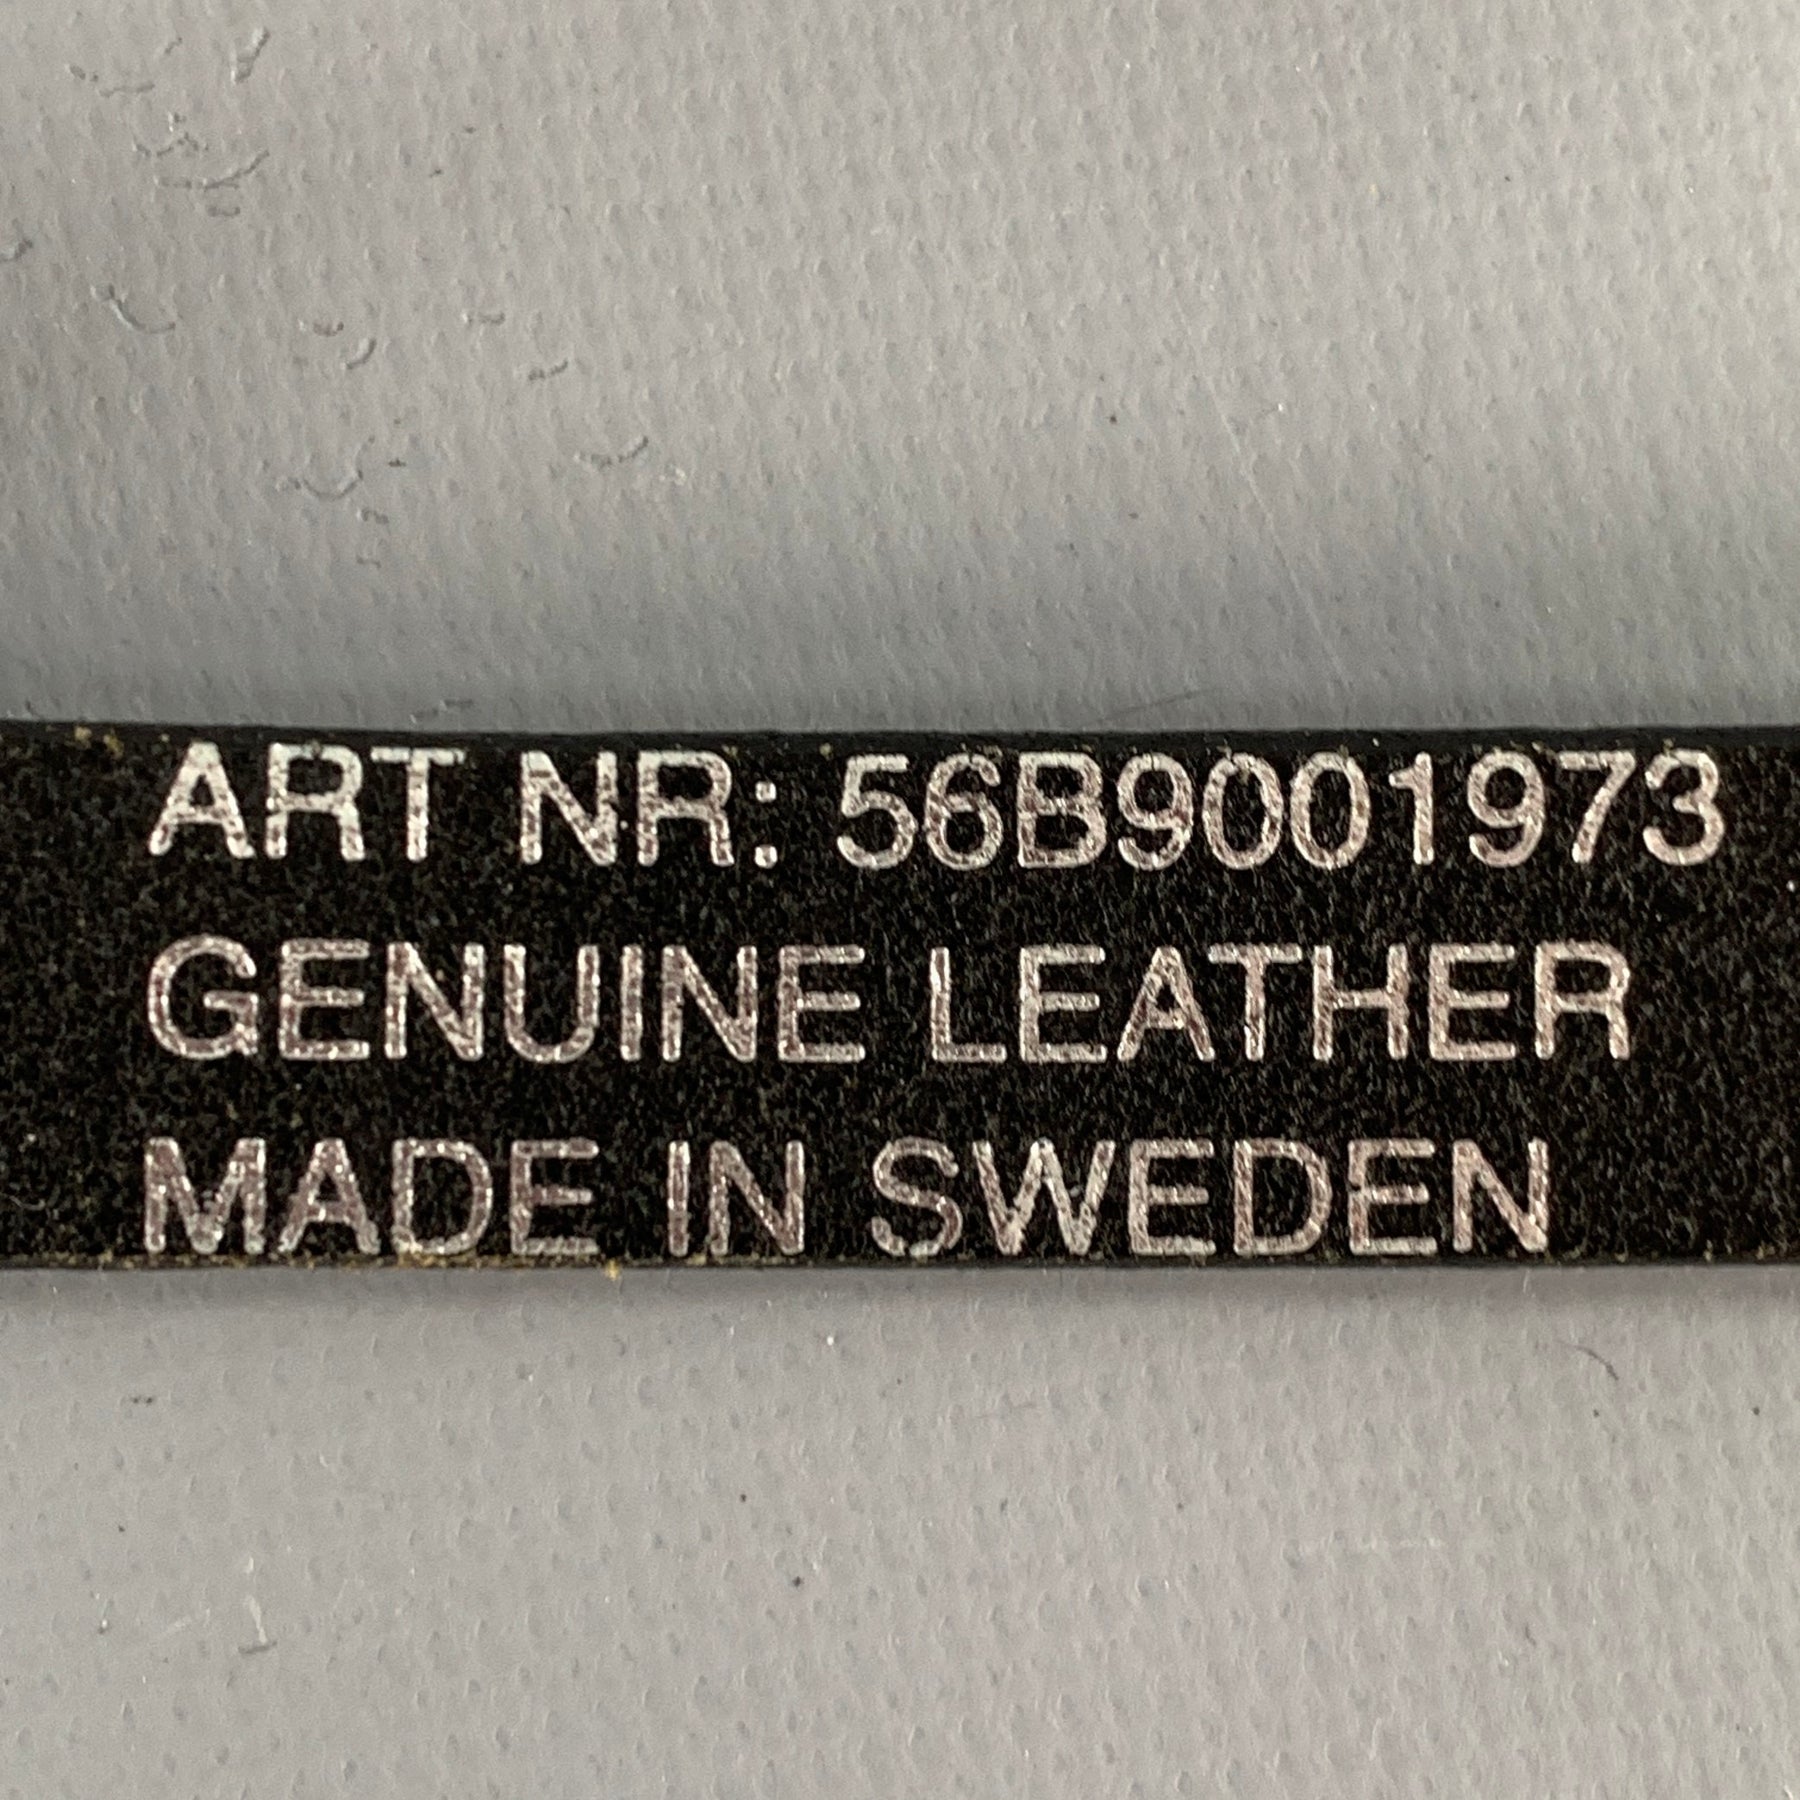 ART NR: 56B9001973
GENUINE LEATHER
MADE IN SWEDEN